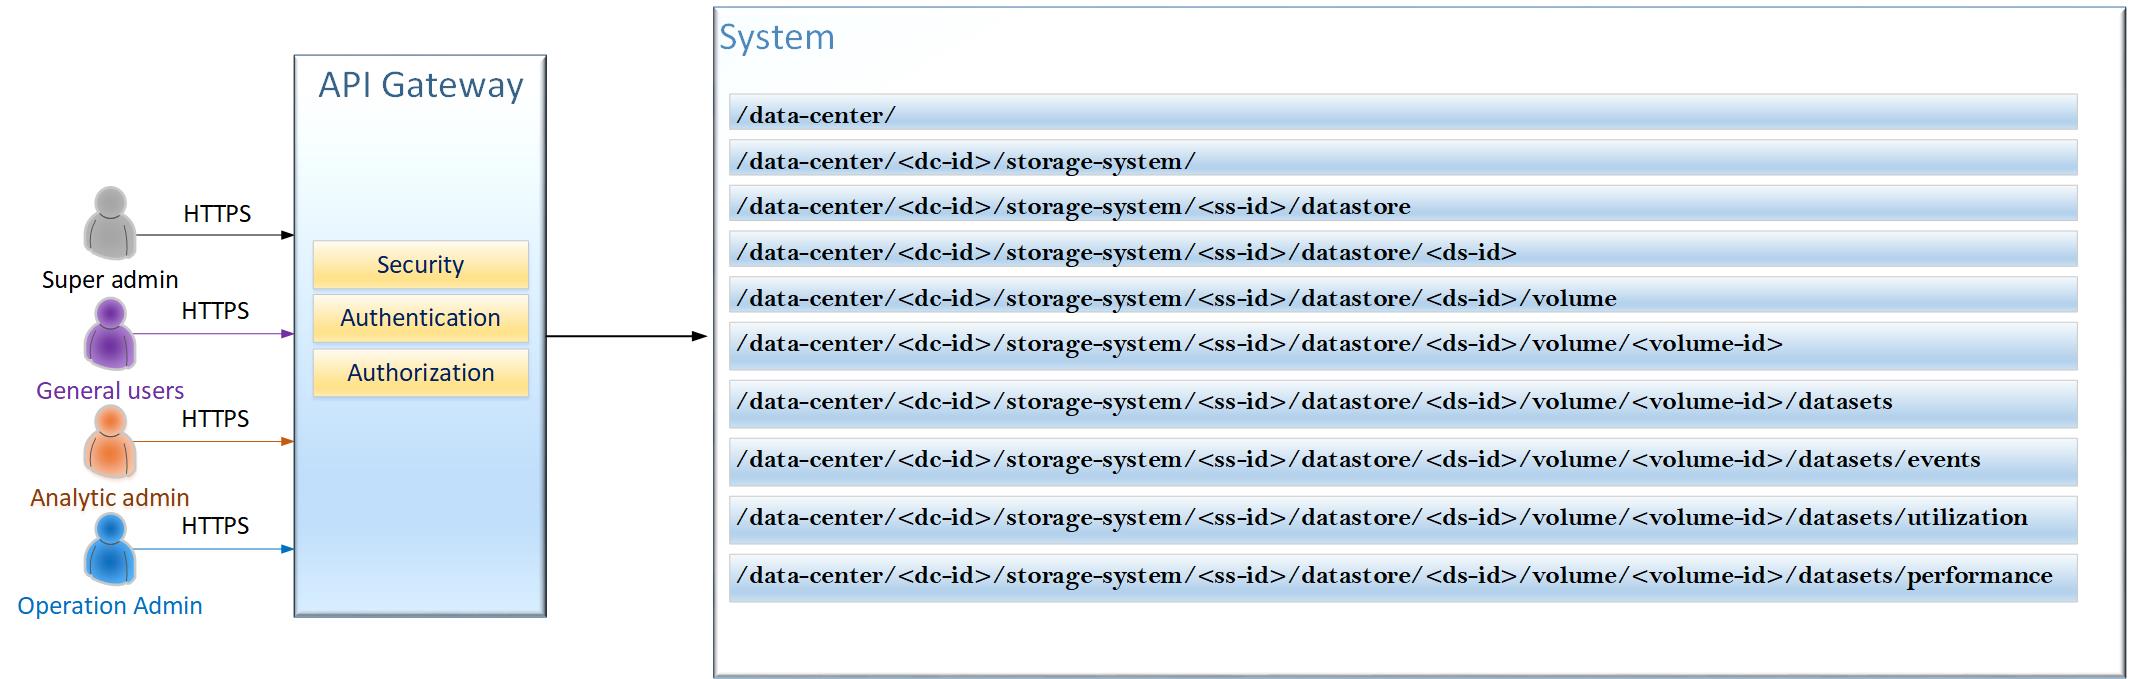 System
API Gateway
/data-center/
/data-center/<dc-id>/storage-system/
/data-center/<dc-id>/storage-system/<ss-id>/datastore
/data-center/<dc-id>/storage-system/<ss-id>/datastore/<ds-id>
/data-center/<dc-id>/storage-system/<ss-id>/datastore/<ds-id>/volume
/data-center/<dc-id>/storage-system/<ss-id>/datastore/<ds-id>/volume/<volume-id>
/data-center/<dc-id>/storage-system/<ss-id>/datastore/<ds-id>/volume/<volume-id>/datasets
/data-center/<dc-id>/storage-system/<ss-id>/datastore/<ds-id>/volume/<volume-id>/datasets/events
/data-center/<dc-id>/storage-system/<ss-id>/datastore/<ds-id>/volume/<volume-id>/datasets/utilization
/data-center/<dc-id>/storage-system/<ss-id>/datastore/<ds-id>/volume/<volume-id>/datasets/performance
HTTPS
Super admin
HTTPS
General users
HTTPS
Analytic admin
HTTPS
Operation Admin
Security
Authentication
Authorization